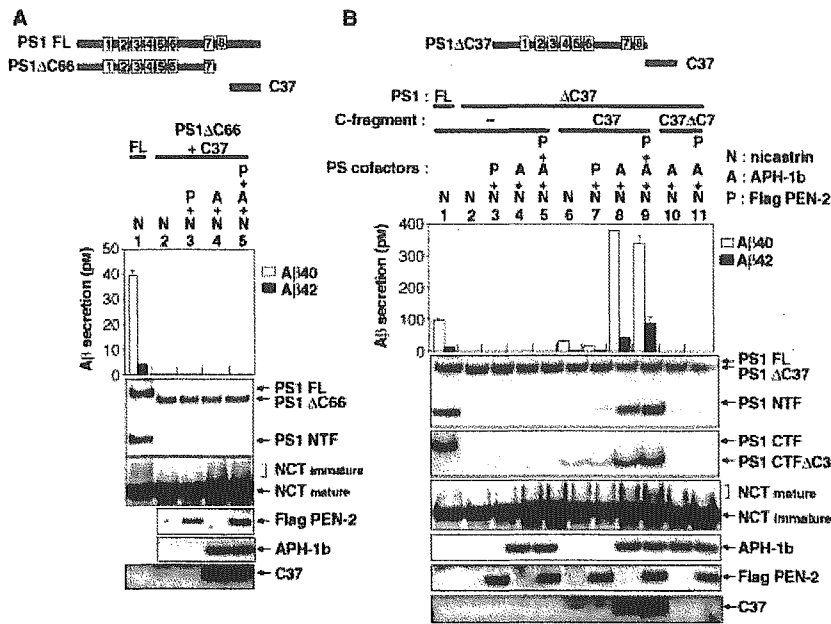 A
PS1 FL
1 2 3 4 5 6 7 8
PS1ΔC66
1 2 3 4 5 6 7
C37
FL
PS1ΔC66
+ C37
P
+
P A A
+ + +
N N N N N
1 2 3 4 5
Aβ secretion (pM)
50
40
30
20
10
0
Aβ40
Aβ42
PS1 FL
PS1 ΔC66
PS1 NTF
NCT immature
NCT mature
Flag PEN-2
APH-1b
C37
B
PS1ΔC37
1 2 3 4 5 6 7 8
C37
PS1 : FL ΔC37
C-fragment : – C37 C37ΔC7
PS cofactors :
P P P
+ + +
P A A P A A A A
+ + + + + + + +
N N N N N N N N N N N
1 2 3 4 5 6 7 8 9 10 11
N : nicastrin
A : APH-1b
P : Flag PEN-2
Aβ secretion (pM)
400
300
200
100
0
Aβ40
Aβ42
PS1 FL
PS1 ΔC37
PS1 NTF
PS1 CTF
PS1 CTFΔC3
NCT mature
NCT immature
APH-1b
Flag PEN-2
C37